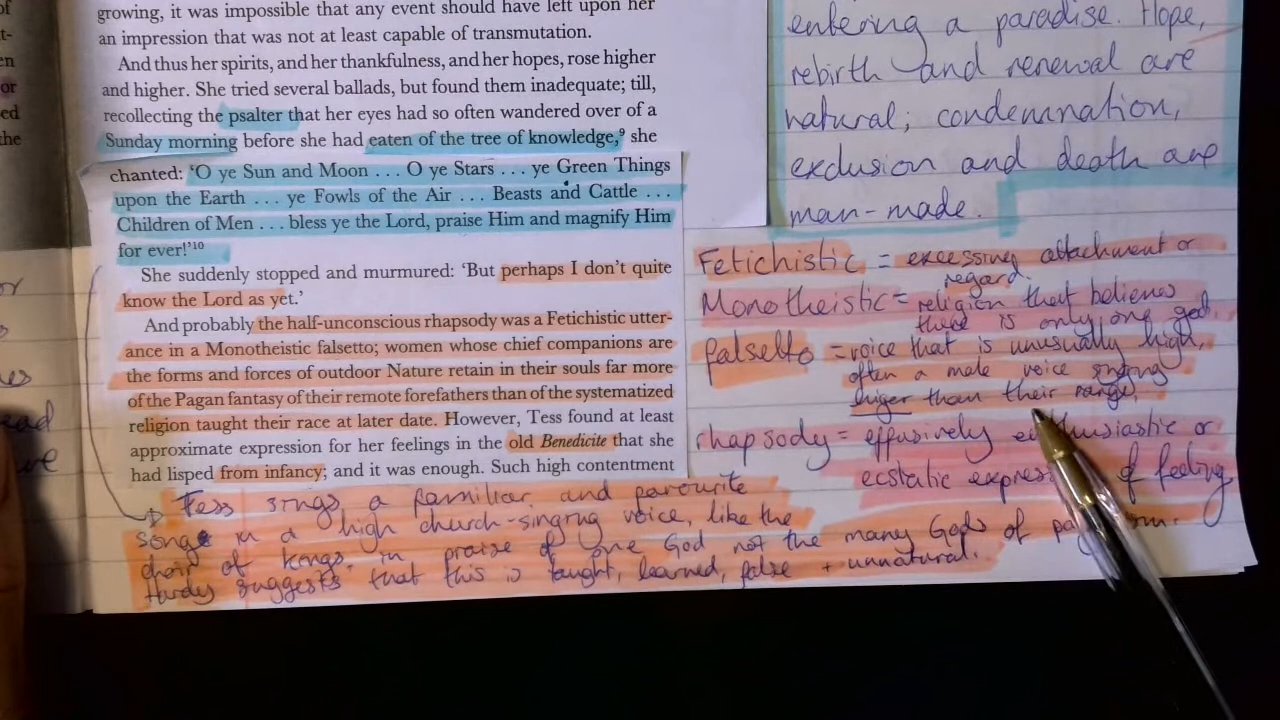 of
t-
en
or
ed
the
growing, it was impossible that any event should have left upon her
an impression that was not at least capable of transmutation.
And thus her spirits, and her thankfulness, and her hopes, rose higher
and higher. She tried several ballads, but found them inadequate; till,
recollecting the psalter that her eyes had so often wandered over of a
Sunday morning before she had eaten of the tree of knowledge,⁹ she
chanted: 'O ye Sun and Moon . . . O ye Stars . . . ye Green Things
upon the Earth . . . ye Fowls of the Air . . . Beasts and Cattle . . .
Children of Men . . . bless ye the Lord, praise Him and magnify Him
for ever!'¹⁰
She suddenly stopped and murmured: 'But perhaps I don't quite
know the Lord as yet.'
And probably the half-unconscious rhapsody was a Fetichistic utter-
ance in a Monotheistic falsetto; women whose chief companions are
the forms and forces of outdoor Nature retain in their souls far more
of the Pagan fantasy of their remote forefathers than of the systematized
religion taught their race at later date. However, Tess found at least
approximate expression for her feelings in the old Benedicite that she
had lisped from infancy; and it was enough. Such high contentment
Tess sings a familiar and favourite
song in a high church-singing voice, like the
choir of Kings, in praise of one God not the many Gods of
Hardy suggests that this is taught, learned, false + unnatural.
entering a paradise. Hope,
rebirth and renewal are
natural; condemnation,
exclusion and death are
man-made.
Fetichistic = excessing attachment or
regard.
Monotheistic = religion that believes
there is only one god.
falsetto = voice that is unusually high,
often a male voice singing
higer than their range.
rhapsody = effusively enthusiastic or
ecstatic of feeling